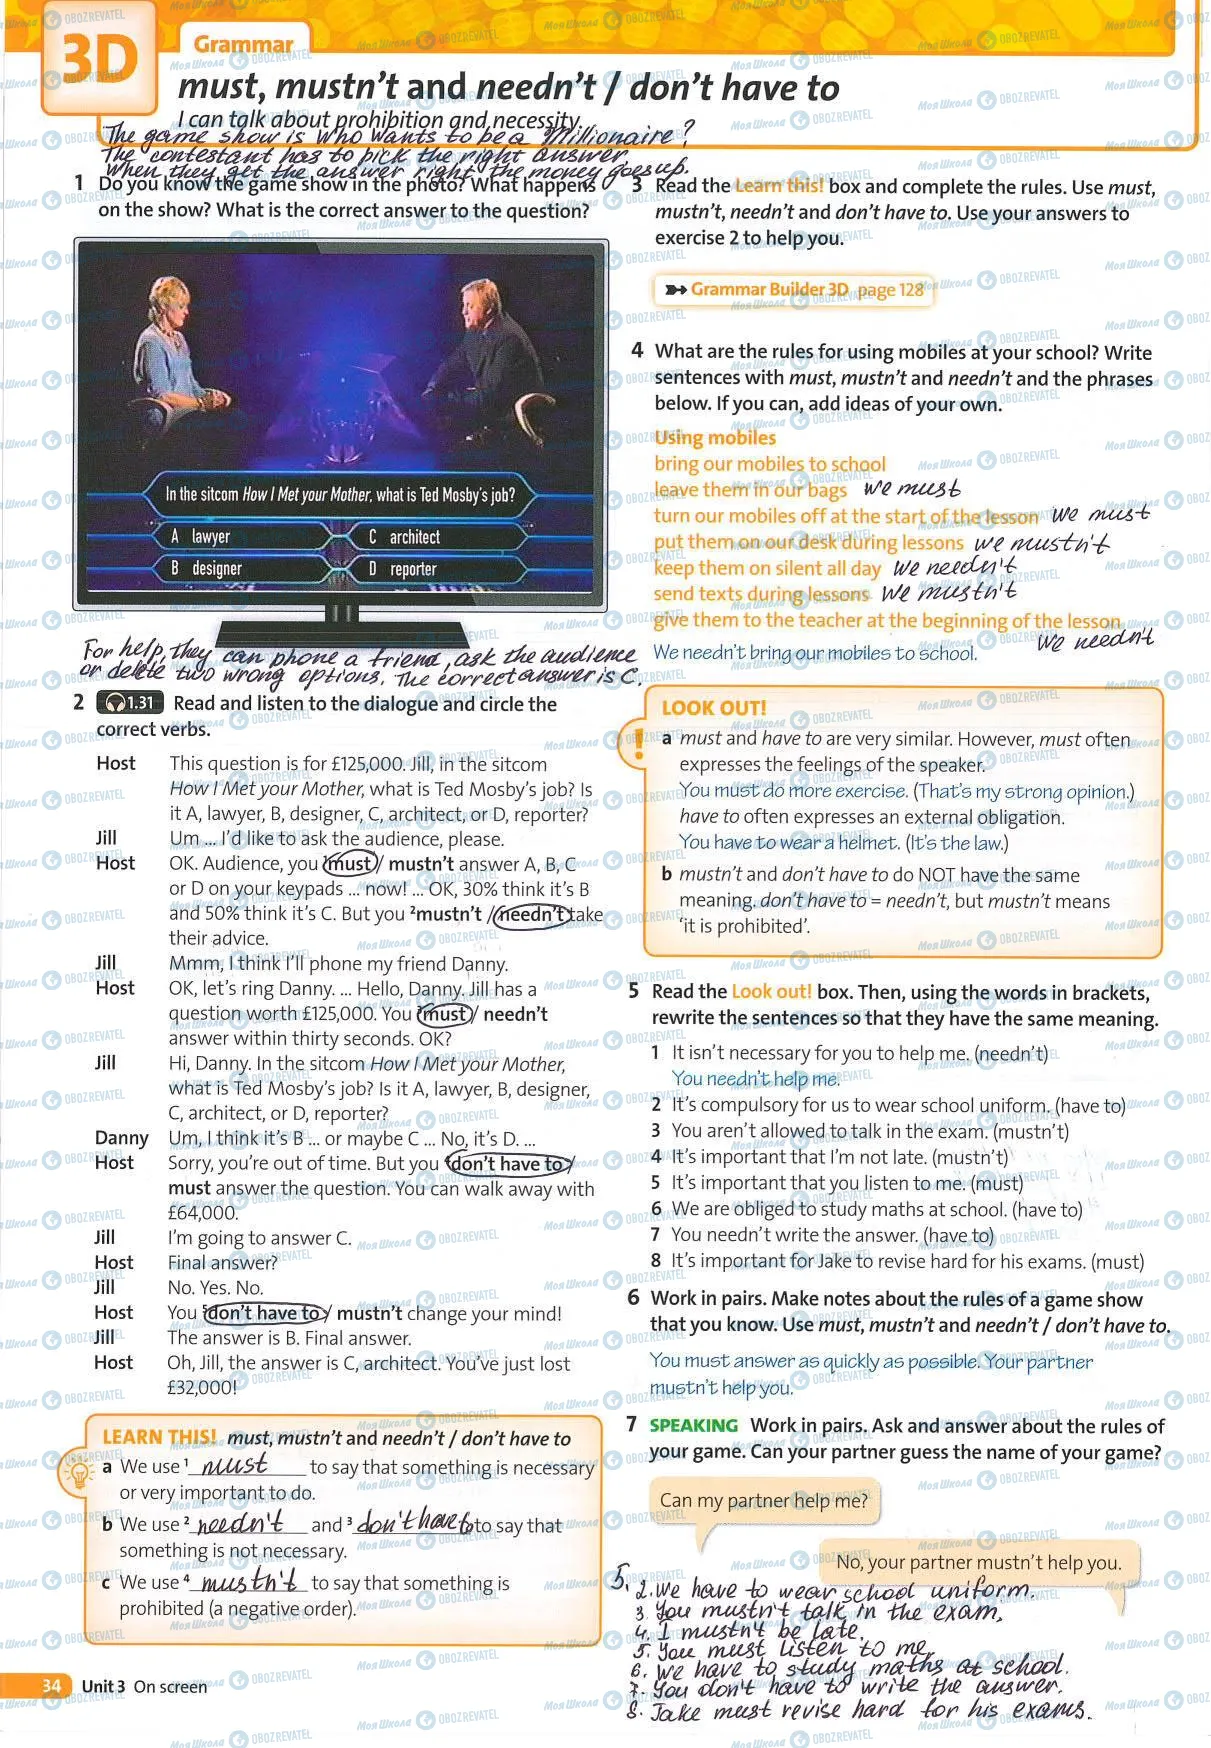 3D
Grammar
must, mustn't and needn't / don't have to
I can talk about prohibition and necessity.
The game show is Who Wants to be a Millionaire?
The contestant has to pick the right answer.
When they get the answer right the money goes up.
1 Do you know the game show in the photo? What happens
on the show? What is the correct answer to the question?
In the sitcom How I Met your Mother, what is Ted Mosby's job?
A lawyer
C architect
B designer
D reporter
For help, they can phone a friend, ask the audience
or delete two wrong options. The correct answer is C.
2 1.31 Read and listen to the dialogue and circle the
correct verbs.
Host This question is for £125,000. Jill, in the sitcom
How I Met your Mother, what is Ted Mosby's job? Is
it A, lawyer, B, designer, C, architect, or D, reporter?
Jill Um ... I'd like to ask the audience, please.
Host OK. Audience, you 1must / mustn't answer A, B, C
or D on your keypads ... now! ... OK, 30% think it's B
and 50% think it's C. But you 2mustn't / needn't take
their advice.
Jill Mmm, I think I'll phone my friend Danny.
Host OK, let's ring Danny. ... Hello, Danny. Jill has a
question worth £125,000. You 3must / needn't
answer within thirty seconds. OK?
Jill Hi, Danny. In the sitcom How I Met your Mother,
what is Ted Mosby's job? Is it A, lawyer, B, designer,
C, architect, or D, reporter?
Danny Um, I think it's B ... or maybe C ... No, it's D. ...
Host Sorry, you're out of time. But you 4don't have to /
must answer the question. You can walk away with
£64,000.
Jill I'm going to answer C.
Host Final answer?
Jill No. Yes. No.
Host You 5don't have to / mustn't change your mind!
Jill The answer is B. Final answer.
Host Oh, Jill, the answer is C, architect. You've just lost
£32,000!
LEARN THIS! must, mustn't and needn't / don't have to
a We use 1 must to say that something is necessary
or very important to do.
b We use 2 needn't and 3 don't have to to say that
something is not necessary.
c We use 4 mustn't to say that something is
prohibited (a negative order).
34 Unit 3 On screen
3 Read the Learn this! box and complete the rules. Use must,
mustn't, needn't and don't have to. Use your answers to
exercise 2 to help you.
Grammar Builder 3D page 128
4 What are the rules for using mobiles at your school? Write
sentences with must, mustn't and needn't and the phrases
below. If you can, add ideas of your own.
Using mobiles
bring our mobiles to school
leave them in our bags we must
turn our mobiles off at the start of the lesson we must
put them on our desk during lessons we mustn't
keep them on silent all day we needn't
send texts during lessons we mustn't
give them to the teacher at the beginning of the lesson
we needn't
We needn't bring our mobiles to school.
LOOK OUT!
!
a must and have to are very similar. However, must often
expresses the feelings of the speaker.
You must do more exercise. (That's my strong opinion.)
have to often expresses an external obligation.
You have to wear a helmet. (It's the law.)
b mustn't and don't have to do NOT have the same
meaning. don't have to = needn't, but mustn't means
'it is prohibited'.
5 Read the Look out! box. Then, using the words in brackets,
rewrite the sentences so that they have the same meaning.
1 It isn't necessary for you to help me. (needn't)
You needn't help me.
2 It's compulsory for us to wear school uniform. (have to)
3 You aren't allowed to talk in the exam. (mustn't)
4 It's important that I'm not late. (mustn't)
5 It's important that you listen to me. (must)
6 We are obliged to study maths at school. (have to)
7 You needn't write the answer. (have to)
8 It's important for Jake to revise hard for his exams. (must)
6 Work in pairs. Make notes about the rules of a game show
that you know. Use must, mustn't and needn't / don't have to.
You must answer as quickly as possible. Your partner
mustn't help you.
7 SPEAKING Work in pairs. Ask and answer about the rules of
your game. Can your partner guess the name of your game?
Can my partner help me?
No, your partner mustn't help you.
5. 2. We have to wear school uniform.
3. You mustn't talk in the exam.
4. I mustn't be late.
5. You must listen to me.
6. We have to study maths at school.
7. You don't have to write the answer.
8. Jake must revise hard for his exams.
Моя Школа OBOZREVATEL